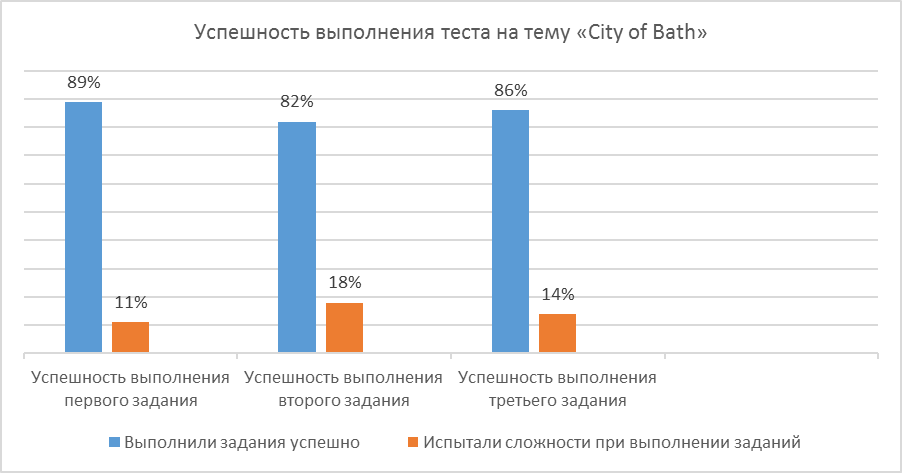 Успешность выполнения теста на тему «City of Bath»
89%
82%
86%
11%
18%
14%
Успешность выполнения
первого задания
Успешность выполнения
второго задания
Успешность выполнения
третьего задания
Выполнили задания успешно
Испытали сложности при выполнении заданий